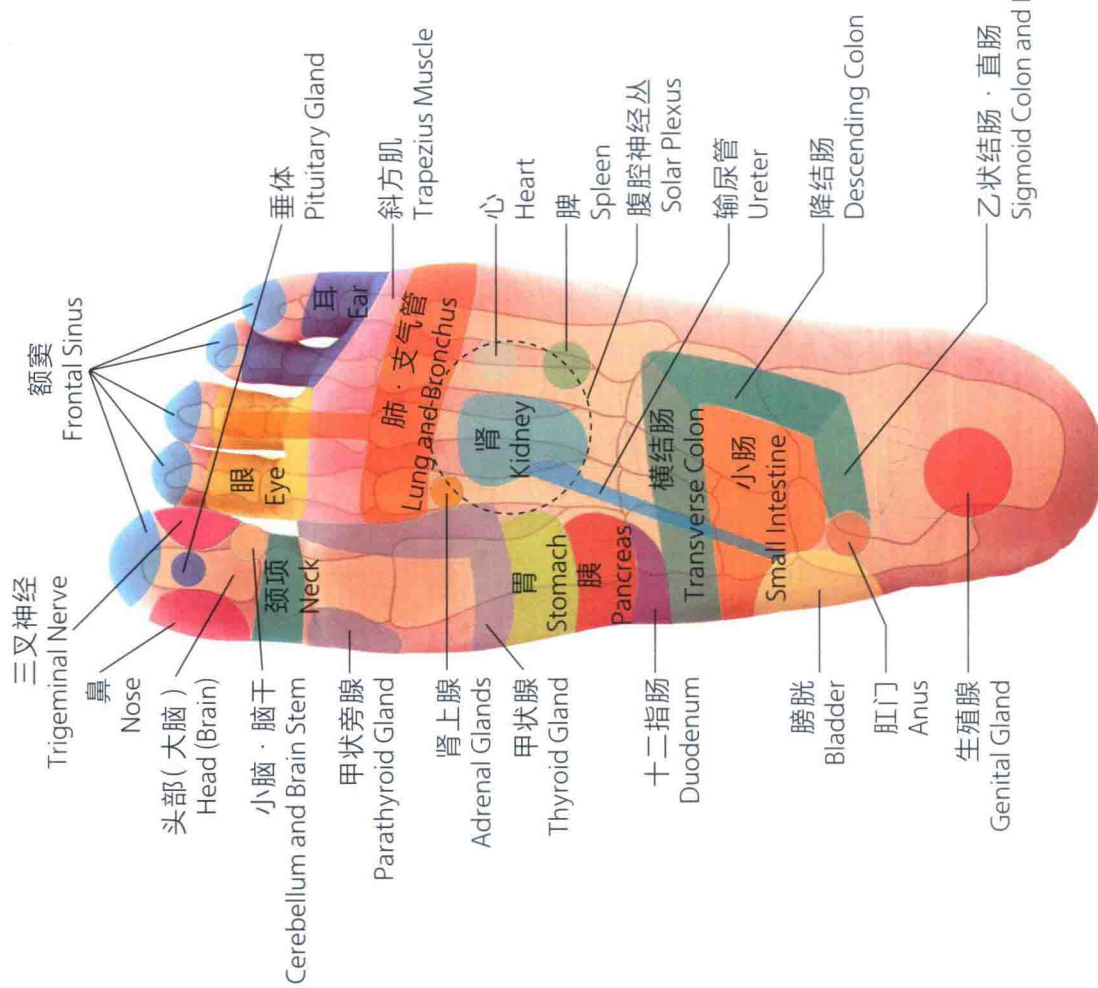 额窦
Frontal Sinus
三叉神经
Trigeminal Nerve
鼻
Nose
头部（大脑）
Head (Brain)
小脑·脑干
Cerebellum and Brain Stem
甲状旁腺
Parathyroid Gland
肾上腺
Adrenal Glands
甲状腺
Thyroid Gland
十二指肠
Duodenum
膀胱
Bladder
肛门
Anus
生殖腺
Genital Gland
颈项
Neck
眼
Eye
耳
Ear
肺·支气管
Lung and Bronchus
肾
Kidney
胃
Stomach
胰
Pancreas
横结肠
Transverse Colon
小肠
Small Intestine
垂体
Pituitary Gland
斜方肌
Trapezius Muscle
心
Heart
脾
Spleen
腹腔神经丛
Solar Plexus
输尿管
Ureter
降结肠
Descending Colon
乙状结肠·直肠
Sigmoid Colon and